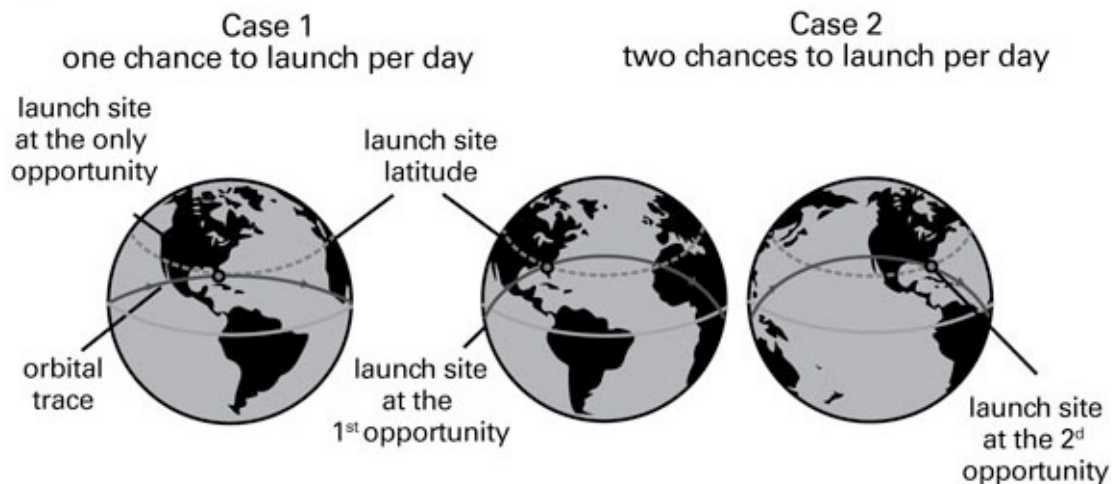 Case 1
one chance to launch per day
Case 2
two chances to launch per day
launch site
at the only
opportunity
launch site
latitude
orbital
trace
launch site
at the
1st opportunity
launch site
at the 2d
opportunity